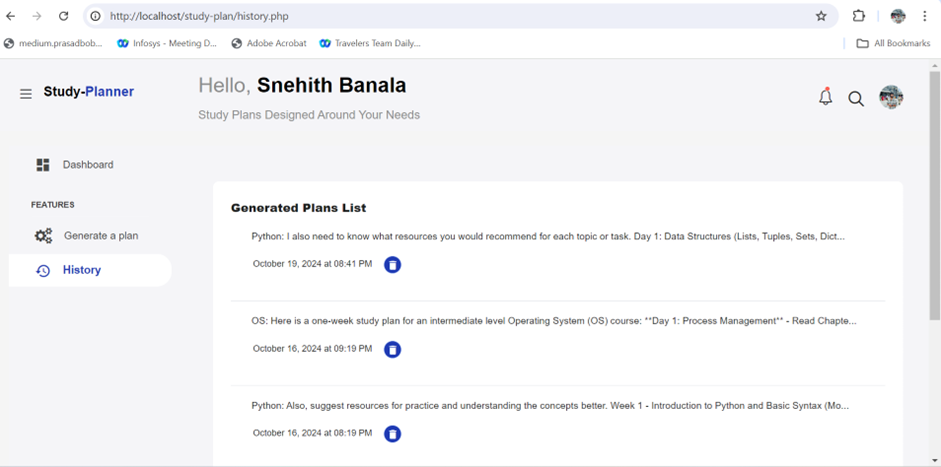 http://localhost/study-plan/history.php
medium.prasadbob...
Infosys - Meeting D...
Adobe Acrobat
Travelers Team Daily,...
All Bookmarks
Study-Planner
Hello, Snehith Banala
Study Plans Designed Around Your Needs
Dashboard
FEATURES
Generate a plan
History
Generated Plans List
Python: I also need to know what resources you would recommend for each topic or task. Day 1: Data Structures (Lists, Tuples, Sets, Dict...
October 19, 2024 at 08:41 PM
OS: Here is a one-week study plan for an intermediate level Operating System (OS) course: **Day 1: Process Management** - Read Chapte...
October 16, 2024 at 09:19 PM
Python: Also, suggest resources for practice and understanding the concepts better. Week 1 - Introduction to Python and Basic Syntax (Mo...
October 16, 2024 at 08:19 PM